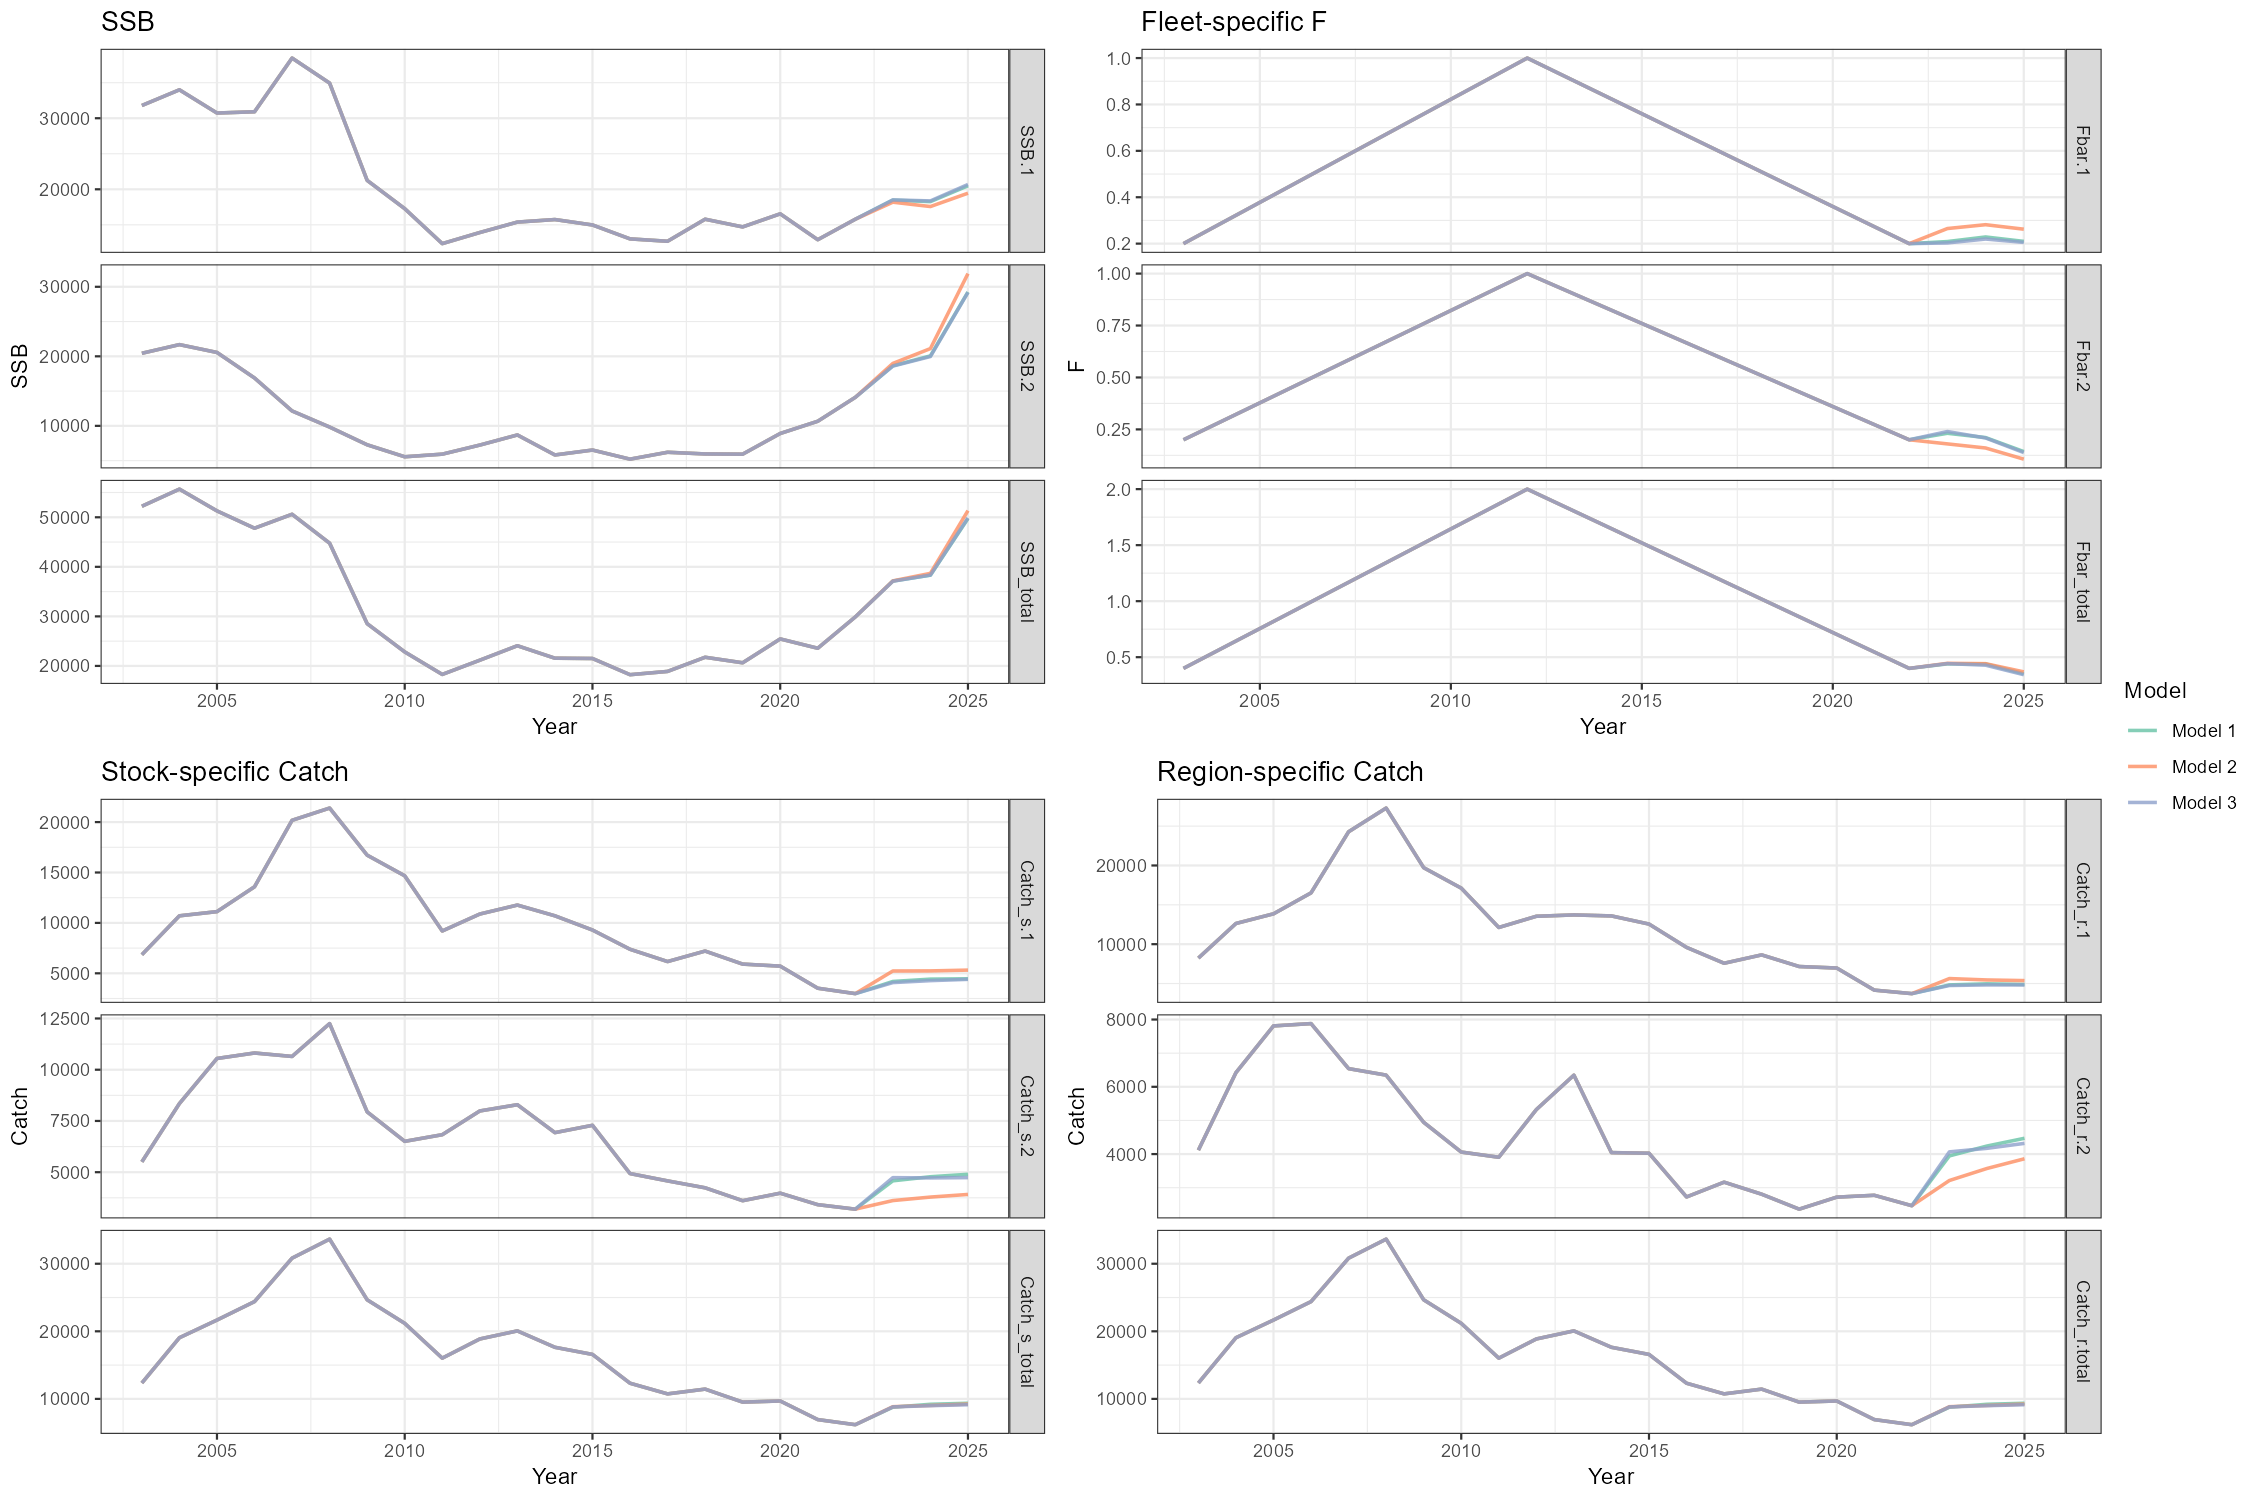 SSB
30000
20000
SSB.1
30000
20000
10000
SSB.2
50000
40000
30000
20000
SSB_total
SSB
2005
2010
2015
2020
2025
Year
Fleet-specific F
1.0
0.8
0.6
0.4
0.2
Fbar.1
1.00
0.75
0.50
0.25
Fbar.2
2.0
1.5
1.0
0.5
Fbar_total
F
2005
2010
2015
2020
2025
Year
Stock-specific Catch
20000
15000
10000
5000
Catch_s.1
12500
10000
7500
5000
Catch_s.2
30000
20000
10000
Catch_s_total
Catch
2005
2010
2015
2020
2025
Year
Region-specific Catch
20000
10000
Catch_r.1
8000
6000
4000
Catch_r.2
30000
20000
10000
Catch_r.total
Catch
2005
2010
2015
2020
2025
Year
Model
Model 1
Model 2
Model 3